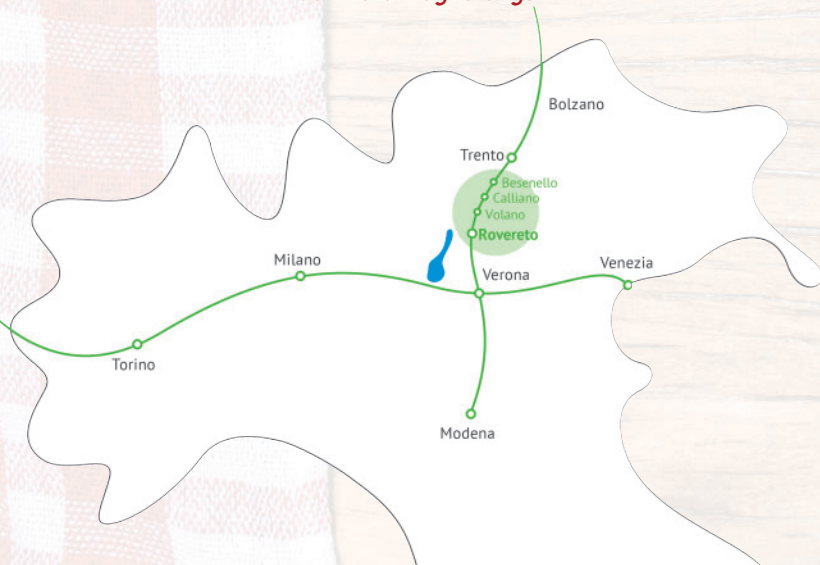 Bolzano
Trento
Besenello
Calliano
Volano
Rovereto
Milano
Verona
Venezia
Torino
Modena